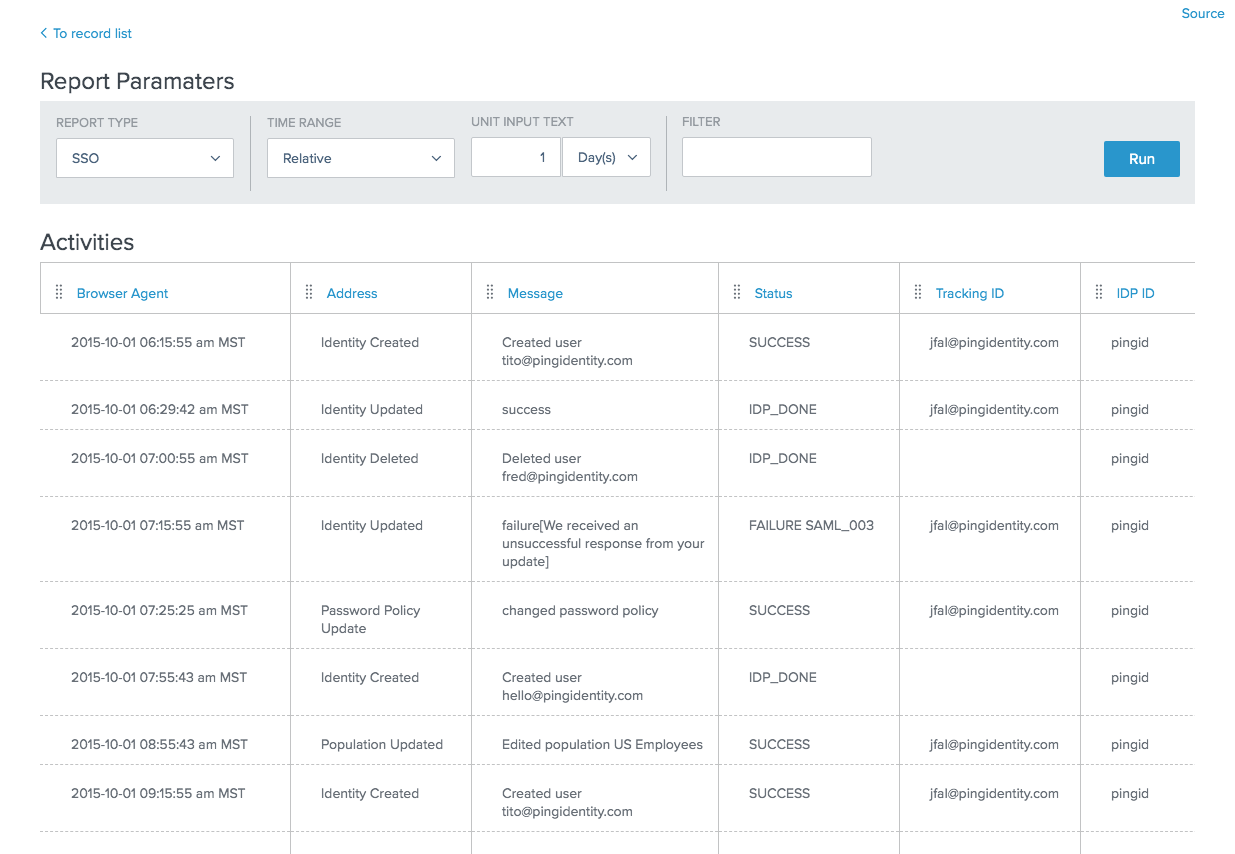 Source
To record list
Report Paramaters
REPORT TYPE TIME RANGE UNIT INPUT TEXT FILTER
SSO Relative 1 Day(s) Run
Activities
Browser Agent Address Message Status Tracking ID IDP ID
2015-10-01 06:15:55 am MST Identity Created Created user SUCCESS jfal@pingidentity.com pingid
tito@pingidentity.com
2015-10-01 06:29:42 am MST Identity Updated success IDP_DONE jfal@pingidentity.com pingid
2015-10-01 07:00:55 am MST Identity Deleted Deleted user IDP_DONE pingid
fred@pingidentity.com
2015-10-01 07:15:55 am MST Identity Updated failure[We received an FAILURE SAML_003 jfal@pingidentity.com pingid
unsuccessful response from your
update]
2015-10-01 07:25:25 am MST Password Policy changed password policy SUCCESS jfal@pingidentity.com pingid
Update
2015-10-01 07:55:43 am MST Identity Created Created user IDP_DONE pingid
hello@pingidentity.com
2015-10-01 08:55:43 am MST Population Updated Edited population US Employees SUCCESS jfal@pingidentity.com pingid
2015-10-01 09:15:55 am MST Identity Created Created user SUCCESS jfal@pingidentity.com pingid
tito@pingidentity.com